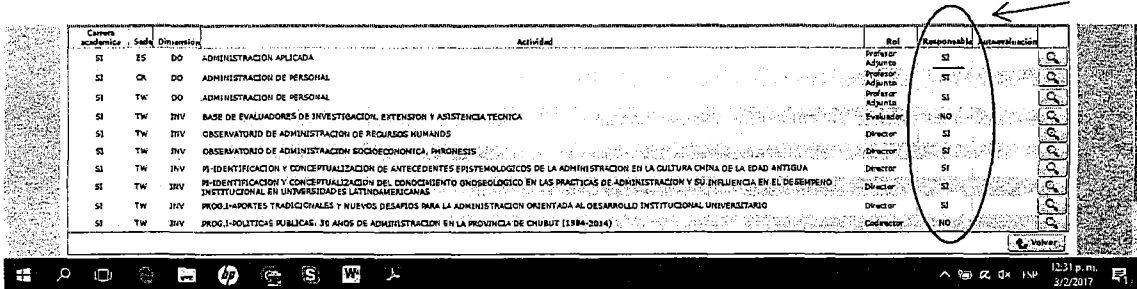 Carrera academica Sede Dimensión Actividad Rol Responsable Autoevaluación
SI ES DO ADMINISTRACION APLICADA Profesor Adjunto SI
SI CR DO ADMINISTRACION DE PERSONAL Profesor Adjunto SI
SI TW DO ADMINISTRACION DE PERSONAL Profesor Adjunto SI
SI TW INV BASE DE EVALUADORES DE INVESTIGACION, EXTENSION Y ASISTENCIA TECNICA Evaluador NO
SI TW INV OBSERVATORIO DE ADMINISTRACION DE RECURSOS HUMANOS Director SI
SI TW INV OBSERVATORIO DE ADMINISTRACION SOCIOECONOMICA, PHRONESIS Director SI
SI TW INV PI-IDENTIFICACION Y CONCEPTUALIZACION DE ANTECEDENTES EPISTEMOLOGICOS DE LA ADMINISTRACION EN LA CULTURA CHINA DE LA EDAD ANTIGUA Director SI
SI TW INV PI-IDENTIFICACION Y CONCEPTUALIZACION DEL CONOCIMIENTO GNOSEOLOGICO EN LAS PRACTICAS DE ADMINISTRACION Y SU INFLUENCIA EN EL DESEMPEÑO
INSTITUCIONAL EN UNIVERSIDADES LATINOAMERICANAS Director SI
SI TW INV PROG.I-APORTES TRADICIONALES Y NUEVOS DESAFIOS PARA LA ADMINISTRACION ORIENTADA AL DESARROLLO INSTITUCIONAL UNIVERSITARIO Director SI
SI TW INV PROG.I-POLITICAS PUBLICAS: 30 AÑOS DE ADMINISTRACION EN LA PROVINCIA DE CHUBUT (1984-2014) Codirector NO
Volver
hp S W ESP 12:31 p. m.
3/2/2017